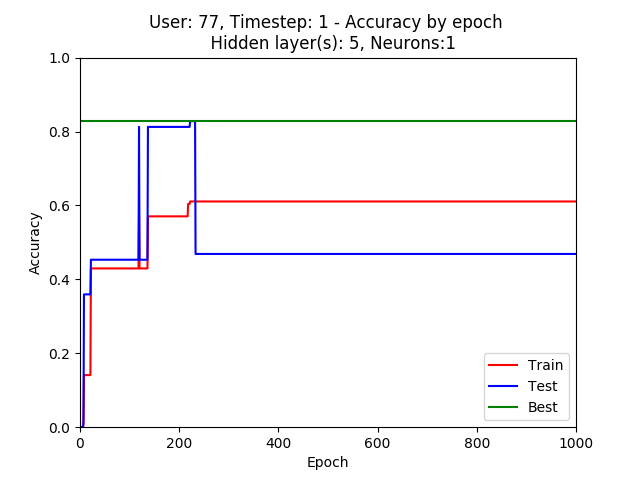 User: 77, Timestep: 1 - Accuracy by epoch
Hidden layer(s): 5, Neurons:1
1.0
0.8
0.6
0.4
0.2
0.0
Accuracy
0 200 400 600 800 1000
Epoch
Train
Test
Best